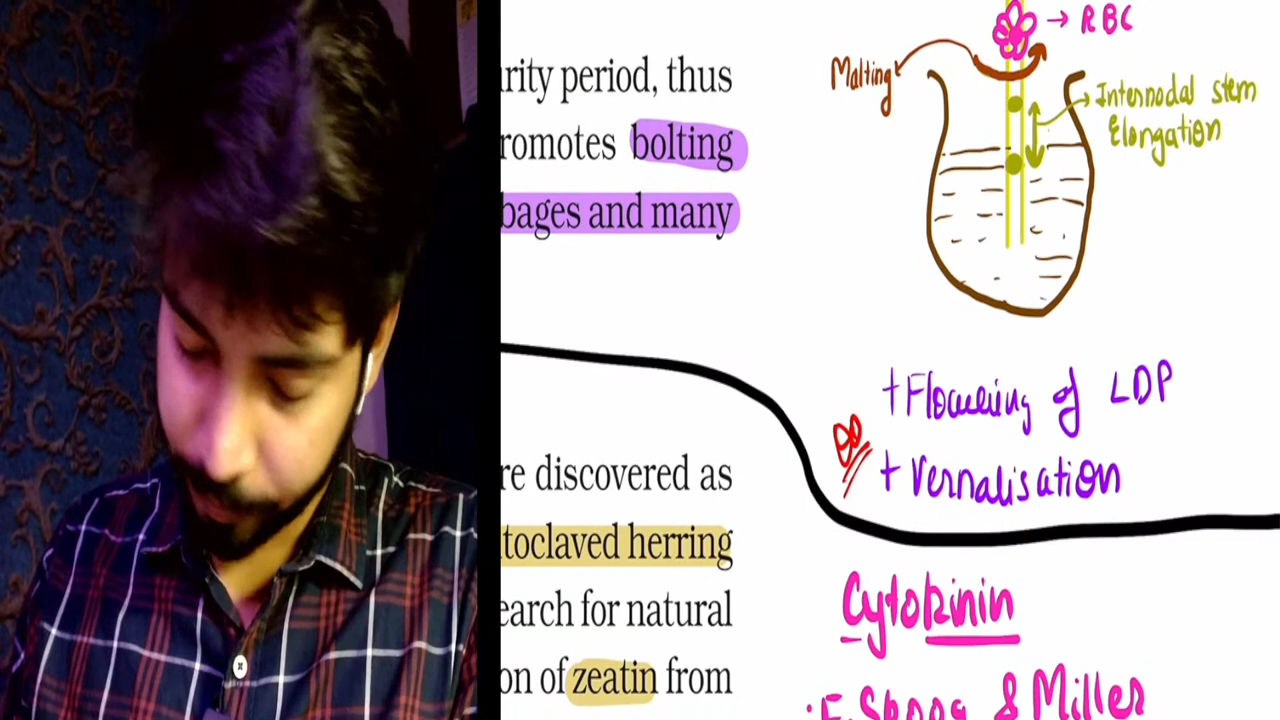 urity period, thus
romotes bolting
bages and many
re discovered as
toclaved herring
earch for natural
on of zeatin from
→ RBC
Malting
Internodal stem
Elongation
+ Flowering of LDP
+ Vernalisation
Cytokinin
F. Skoog & Miller